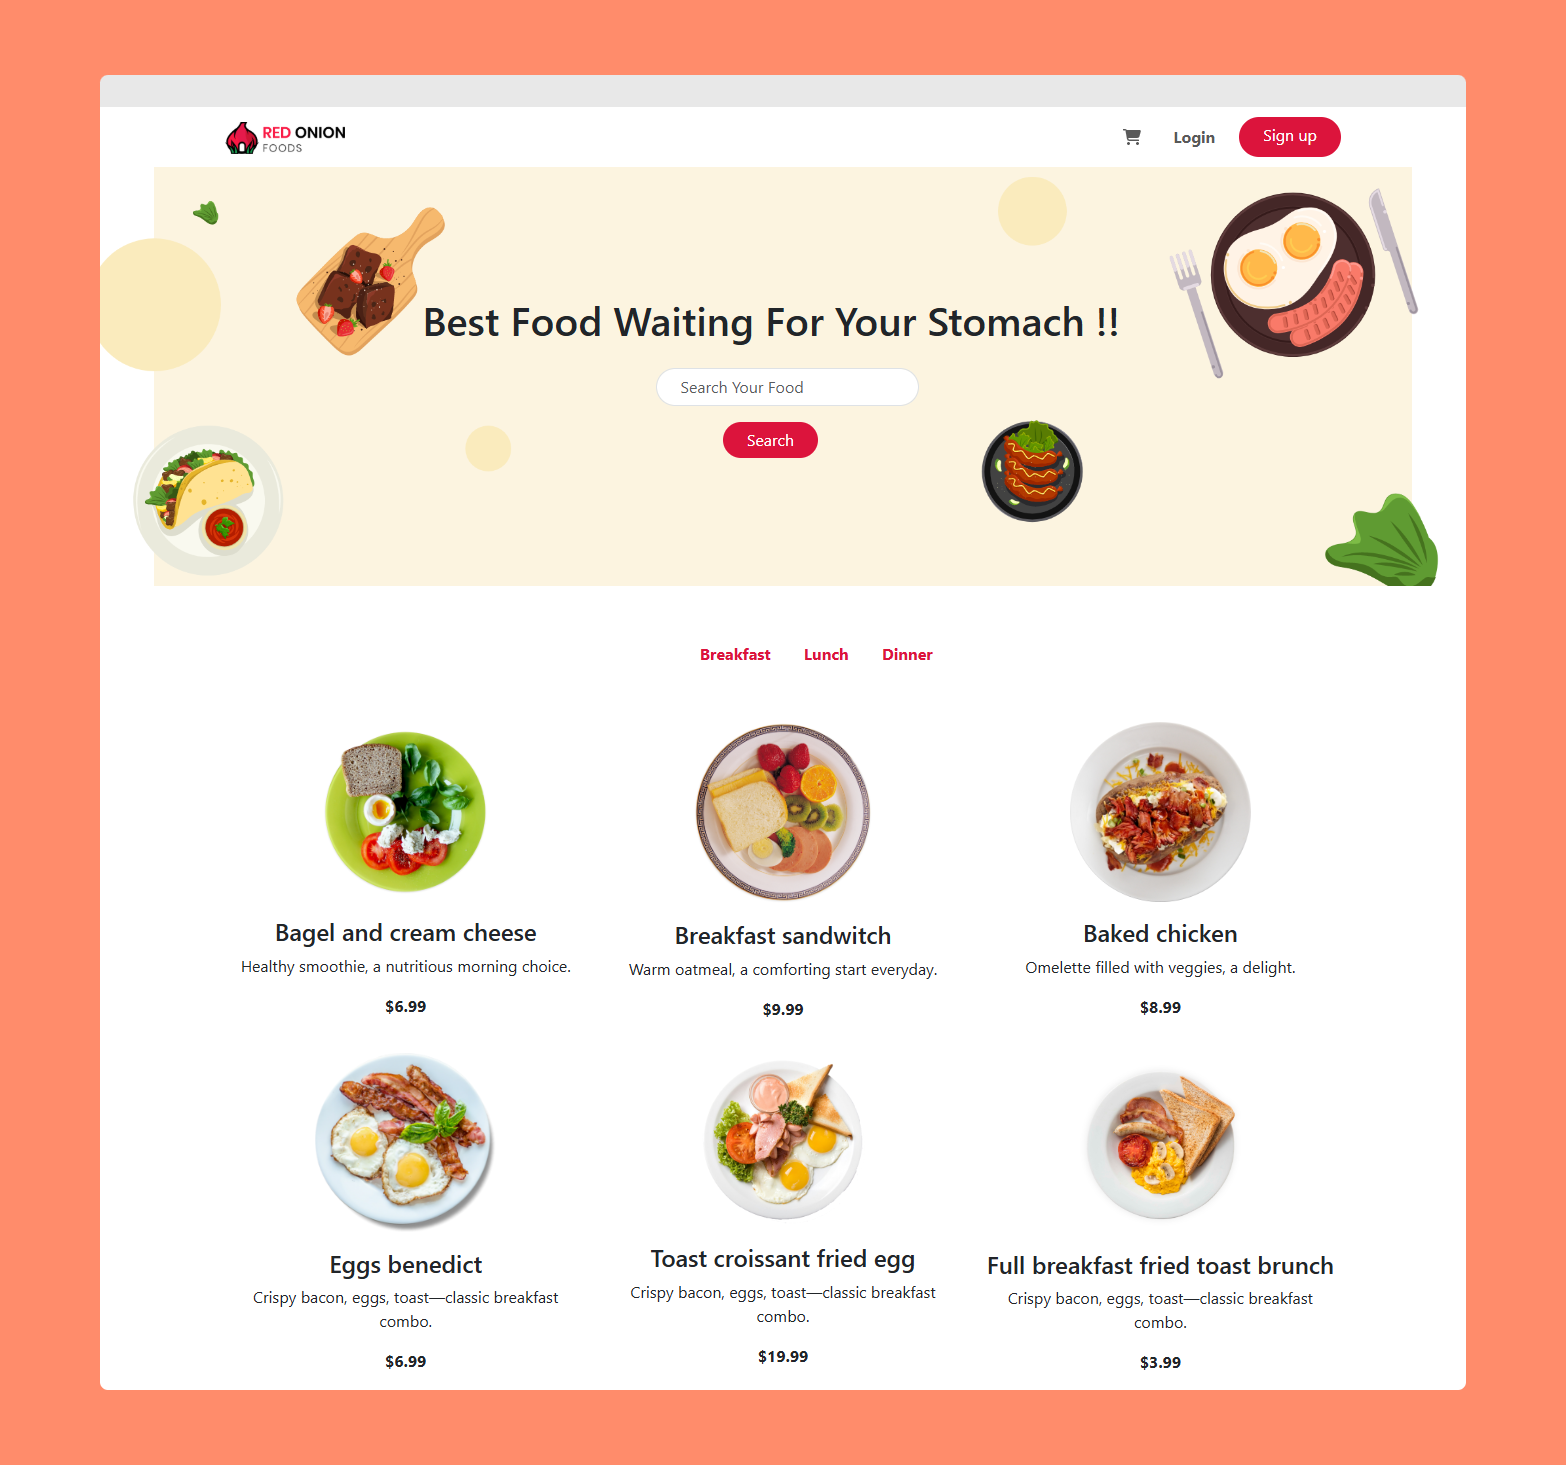 RED ONION
FOODS
Login
Sign up
Best Food Waiting For Your Stomach !!
Search Your Food
Search
Breakfast
Lunch
Dinner
Bagel and cream cheese
Healthy smoothie, a nutritious morning choice.
$6.99
Breakfast sandwitch
Warm oatmeal, a comforting start everyday.
$9.99
Baked chicken
Omelette filled with veggies, a delight.
$8.99
Eggs benedict
Crispy bacon, eggs, toast—classic breakfast
combo.
$6.99
Toast croissant fried egg
Crispy bacon, eggs, toast—classic breakfast
combo.
$19.99
Full breakfast fried toast brunch
Crispy bacon, eggs, toast—classic breakfast
combo.
$3.99